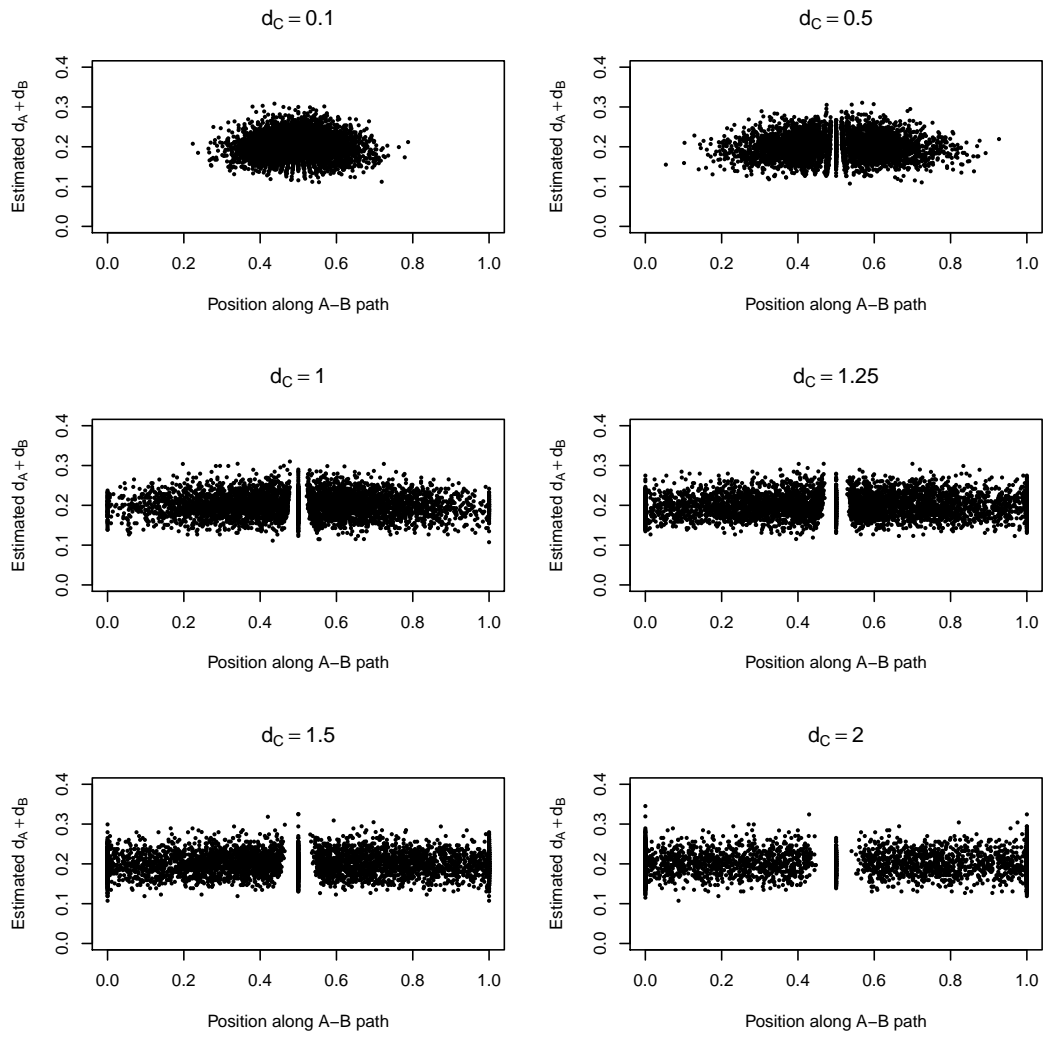 d_C = 0.1
Estimated d_A + d_B
0.0 0.1 0.2 0.3 0.4
0.0 0.2 0.4 0.6 0.8 1.0
Position along A−B path
d_C = 0.5
Estimated d_A + d_B
0.0 0.1 0.2 0.3 0.4
0.0 0.2 0.4 0.6 0.8 1.0
Position along A−B path
d_C = 1
Estimated d_A + d_B
0.0 0.1 0.2 0.3 0.4
0.0 0.2 0.4 0.6 0.8 1.0
Position along A−B path
d_C = 1.25
Estimated d_A + d_B
0.0 0.1 0.2 0.3 0.4
0.0 0.2 0.4 0.6 0.8 1.0
Position along A−B path
d_C = 1.5
Estimated d_A + d_B
0.0 0.1 0.2 0.3 0.4
0.0 0.2 0.4 0.6 0.8 1.0
Position along A−B path
d_C = 2
Estimated d_A + d_B
0.0 0.1 0.2 0.3 0.4
0.0 0.2 0.4 0.6 0.8 1.0
Position along A−B path